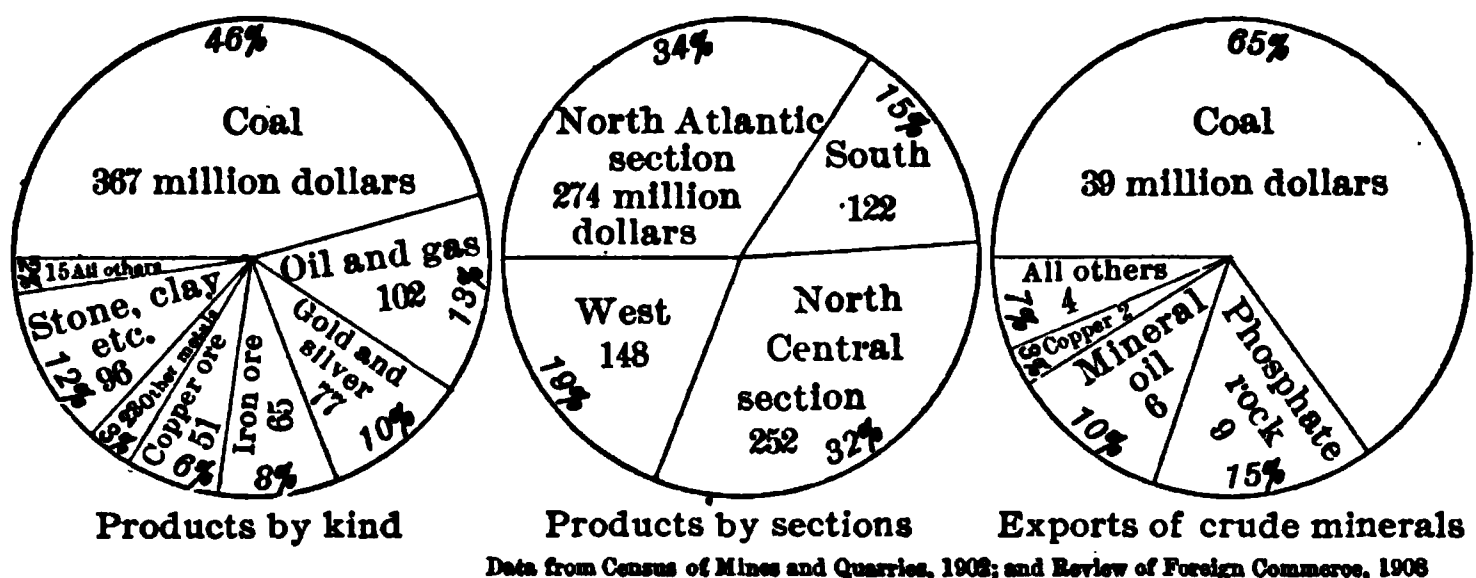 46%
Coal
367 million dollars
Oil and gas
102
13%
Gold and
silver
77
10%
Iron ore
65
8%
Copper ore
51
6%
Other metals
3%
Stone, clay
etc.
96
12%
15 All others
34%
North Atlantic
section
274 million
dollars
15%
South
122
North
Central
section
252
32%
West
148
19%
65%
Coal
39 million dollars
Phosphate
rock
9
15%
Mineral
oil
6
10%
Copper 2
3%
All others
4
7%
Products by kind
Products by sections
Exports of crude minerals
Data from Census of Mines and Quarries, 1902; and Review of Foreign Commerce, 1908